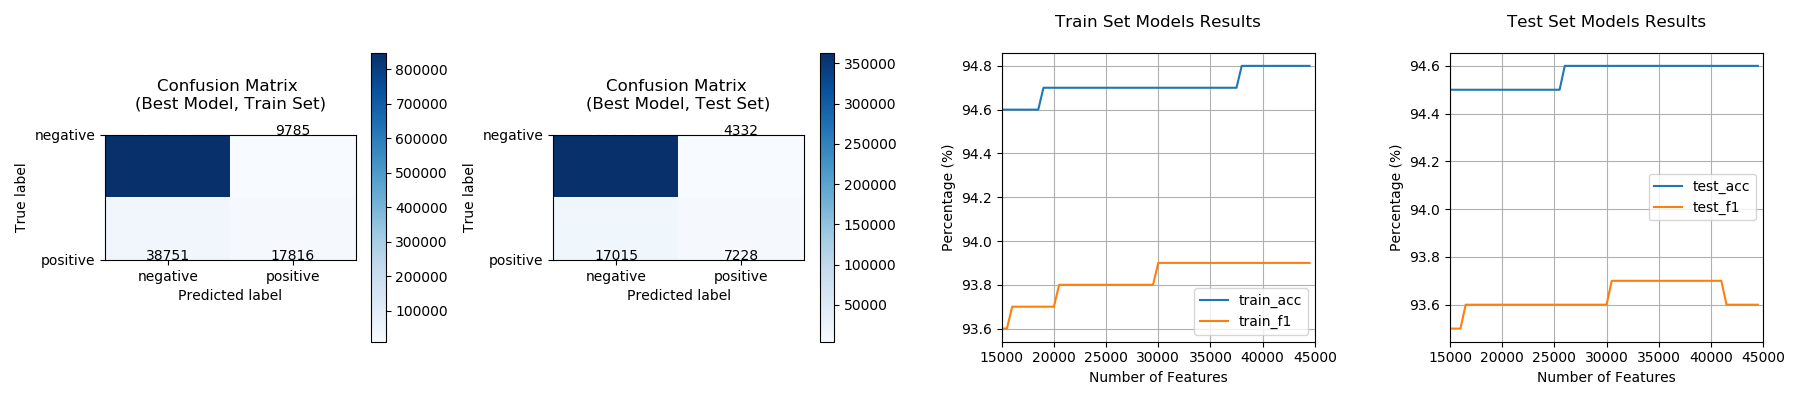 Confusion Matrix
(Best Model, Train Set)
9785
negative
True label
positive
38751
17816
negative
positive
Predicted label
800000
700000
600000
500000
400000
300000
200000
100000
Confusion Matrix
(Best Model, Test Set)
4332
negative
True label
positive
17015
7228
negative
positive
Predicted label
350000
300000
250000
200000
150000
100000
50000
Train Set Models Results
Percentage (%)
94.8
94.6
94.4
94.2
94.0
93.8
93.6
train_acc
train_f1
15000 20000 25000 30000 35000 40000 45000
Number of Features
Test Set Models Results
Percentage (%)
94.6
94.4
94.2
94.0
93.8
93.6
test_acc
test_f1
15000 20000 25000 30000 35000 40000 45000
Number of Features